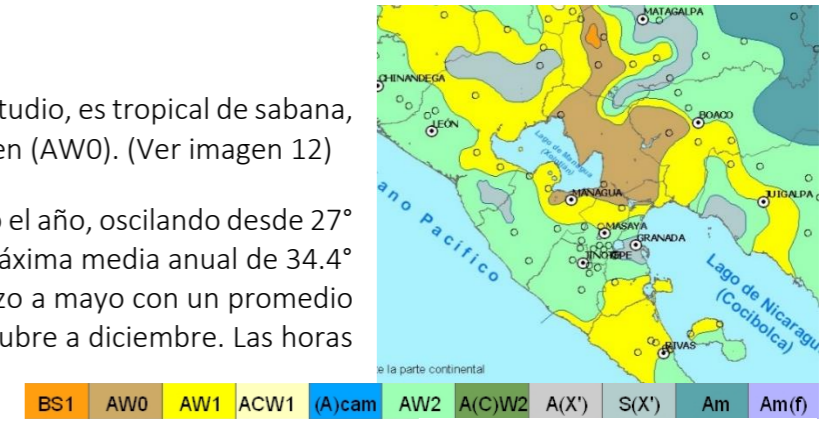 tudio, es tropical de sabana,
en (AW0). (Ver imagen 12)
o el año, oscilando desde 27°
áxima media anual de 34.4°
zo a mayo con un promedio
ubre a diciembre. Las horas
MATAGALPA
CHINANDEGA
LEÓN
BOACO
Lago de Managua
(Xolotlán)
MANAGUA
JUIGALPA
ano Pacífico
MASAYA
GRANADA
JINOTEPE
Lago de Nicaragu
(Cocibolca)
RIVAS
e la parte continental
BS1 AW0 AW1 ACW1 (A)cam AW2 A(C)W2 A(X') S(X') Am Am(f)